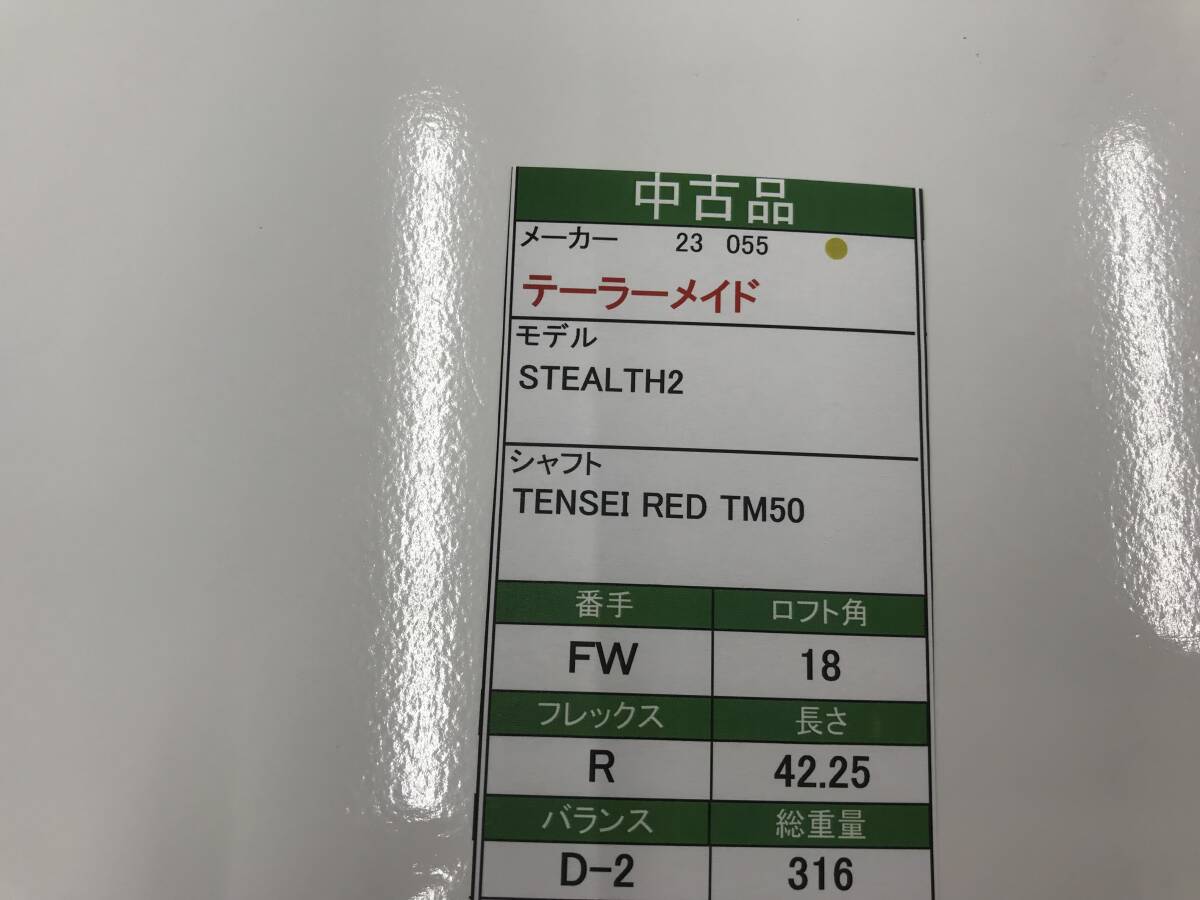 中古品
メーカー 23 055
テーラーメイド
モデル
STEALTH2
シャフト
TENSEI RED TM50
番手 ロフト角
FW 18
フレックス 長さ
R 42.25
バランス 総重量
D-2 316